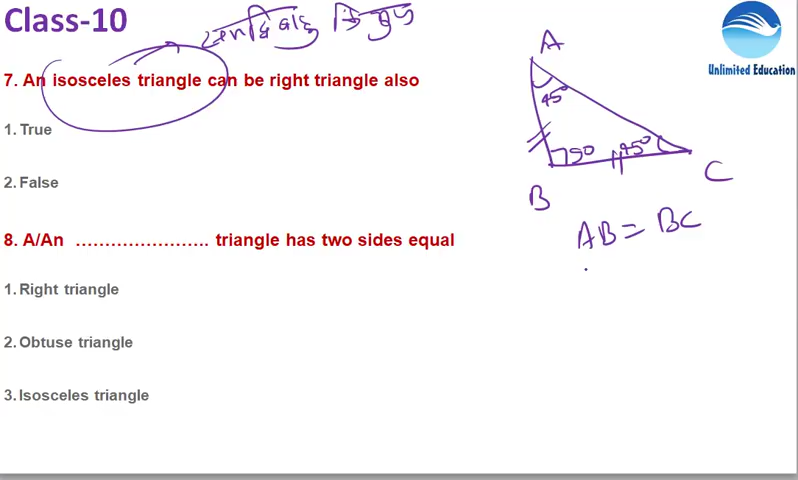 Class-10
समद्विबाहु त्रिभुज
Unlimited Education
7. An isosceles triangle can be right triangle also
1. True
2. False
8. A/An ....................... triangle has two sides equal
1. Right triangle
2. Obtuse triangle
3. Isosceles triangle
A
45°
90°
45°
B
C
AB = BC